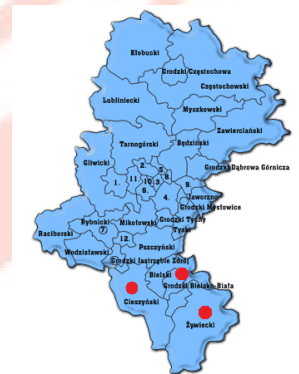 Kłobucki
Grodzki Częstochowa
Częstochowski
Lubliniecki
Myszkowski
Zawierciański
Tarnogórski
Będziński
Gliwicki
Grodzki Dąbrowa Górnicza
2
5
11
10
3
8
1.
6.
9.
4
Jaworzno
Grodzki Mysłowice
Rybnicki
Mikołowski
Grodzki Tychy
Raciborski
7
Tyski
12
Pszczyński
Wodzisławski
Grodzki Jastrzębie Zdrój
Bielski
Grodzki Bielsko-Biała
Cieszyński
Żywiecki